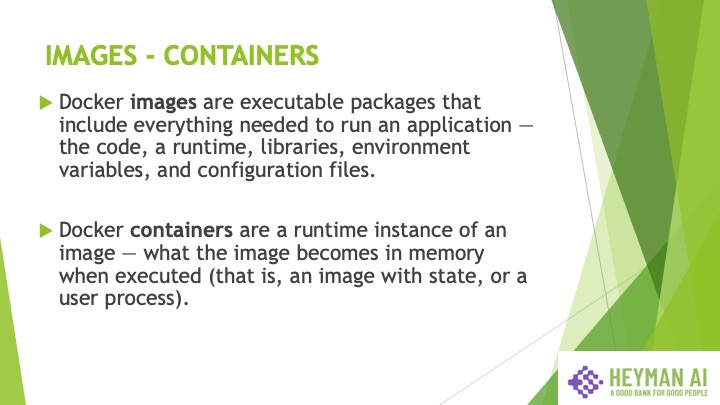 IMAGES - CONTAINERS
Docker images are executable packages that
include everything needed to run an application —
the code, a runtime, libraries, environment
variables, and configuration files.
Docker containers are a runtime instance of an
image — what the image becomes in memory
when executed (that is, an image with state, or a
user process).
HEYMAN AI
A GOOD BANK FOR GOOD PEOPLE